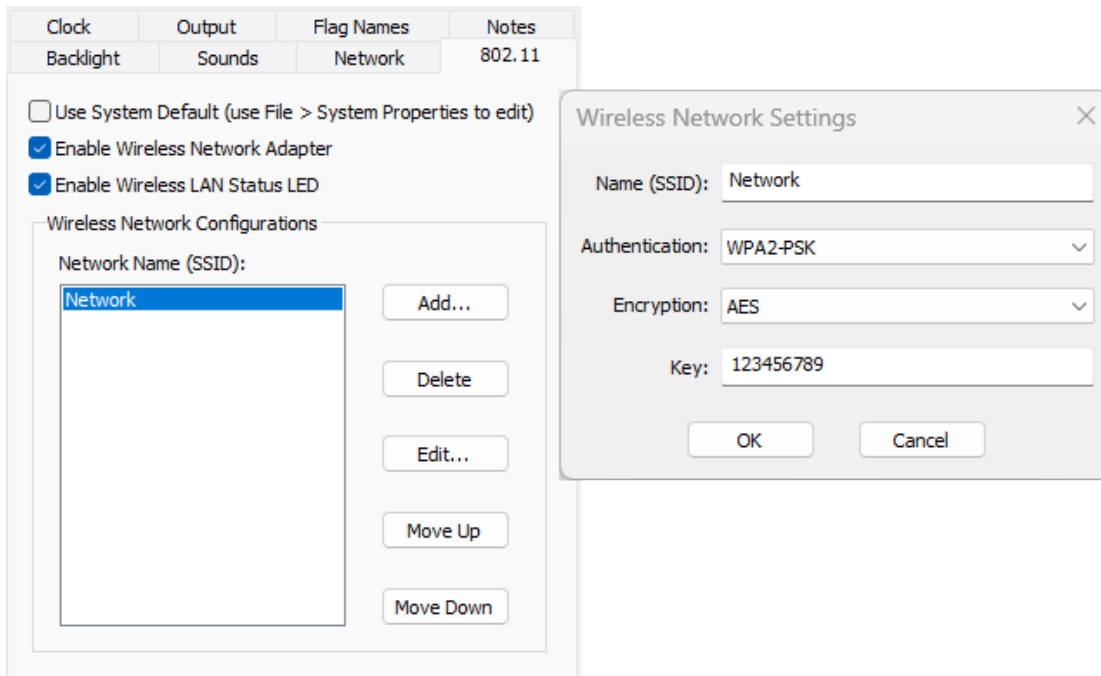 Clock Output Flag Names Notes
Backlight Sounds Network 802.11
Use System Default (use File > System Properties to edit)
Enable Wireless Network Adapter
Enable Wireless LAN Status LED
Wireless Network Configurations
Network Name (SSID):
Network
Add...
Delete
Edit...
Move Up
Move Down
Wireless Network Settings
Name (SSID): Network
Authentication: WPA2-PSK
Encryption: AES
Key: 123456789
OK Cancel